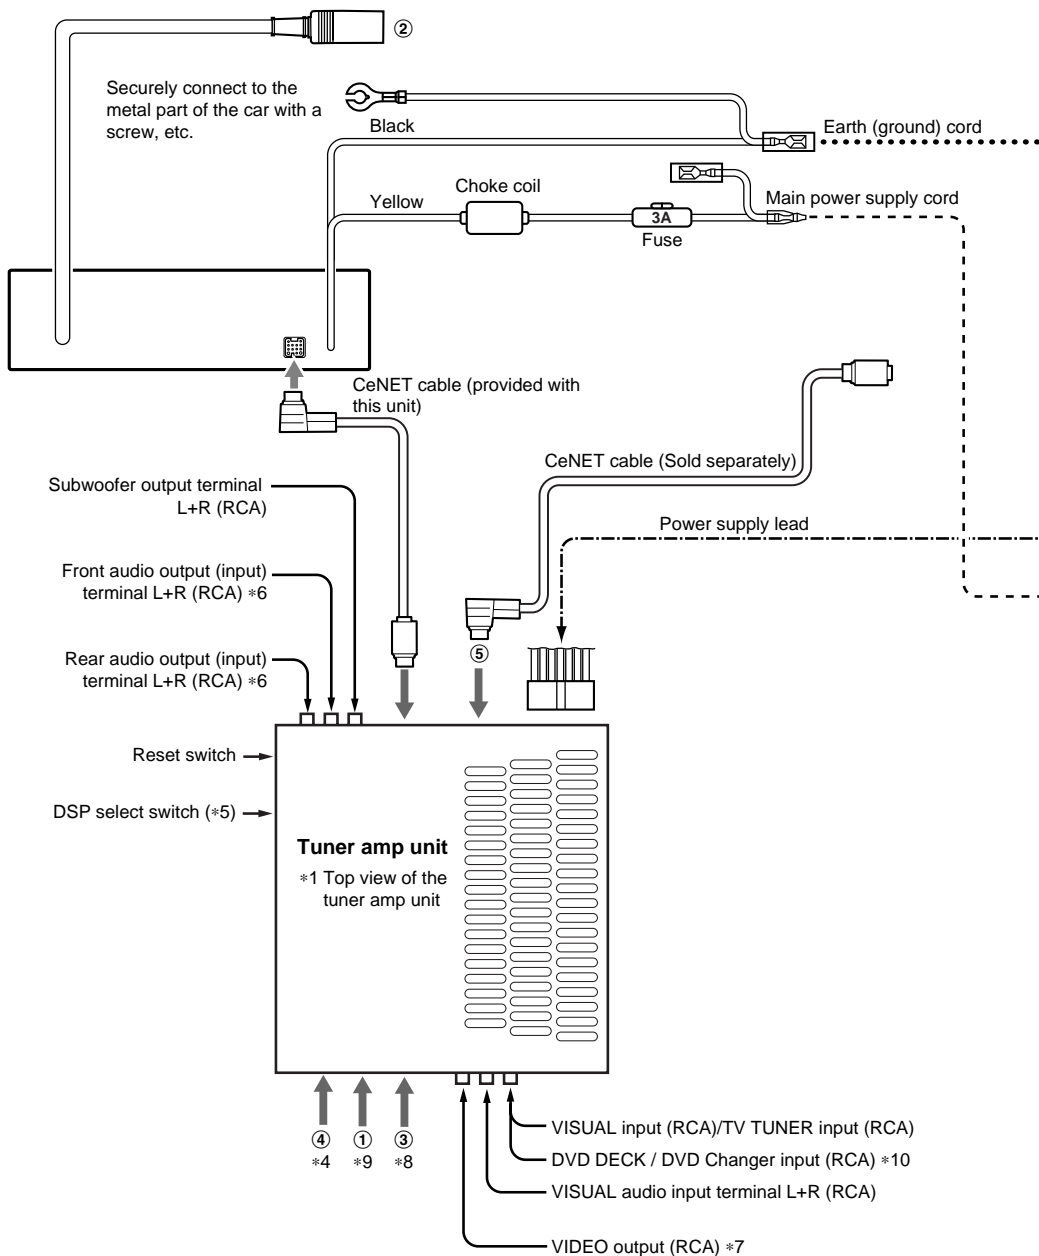 ②
Securely connect to the
metal part of the car with a
screw, etc.
Black
Earth (ground) cord
Choke coil
Yellow
3A
Fuse
Main power supply cord
CeNET cable (provided with
this unit)
CeNET cable (Sold separately)
Subwoofer output terminal
L+R (RCA)
Power supply lead
Front audio output (input)
terminal L+R (RCA) *6
Rear audio output (input)
terminal L+R (RCA) *6
⑤
Reset switch
DSP select switch (*5)
Tuner amp unit
*1 Top view of the
tuner amp unit
④ ① ③
*4 *9 *8
VISUAL input (RCA)/TV TUNER input (RCA)
DVD DECK / DVD Changer input (RCA) *10
VISUAL audio input terminal L+R (RCA)
VIDEO output (RCA) *7